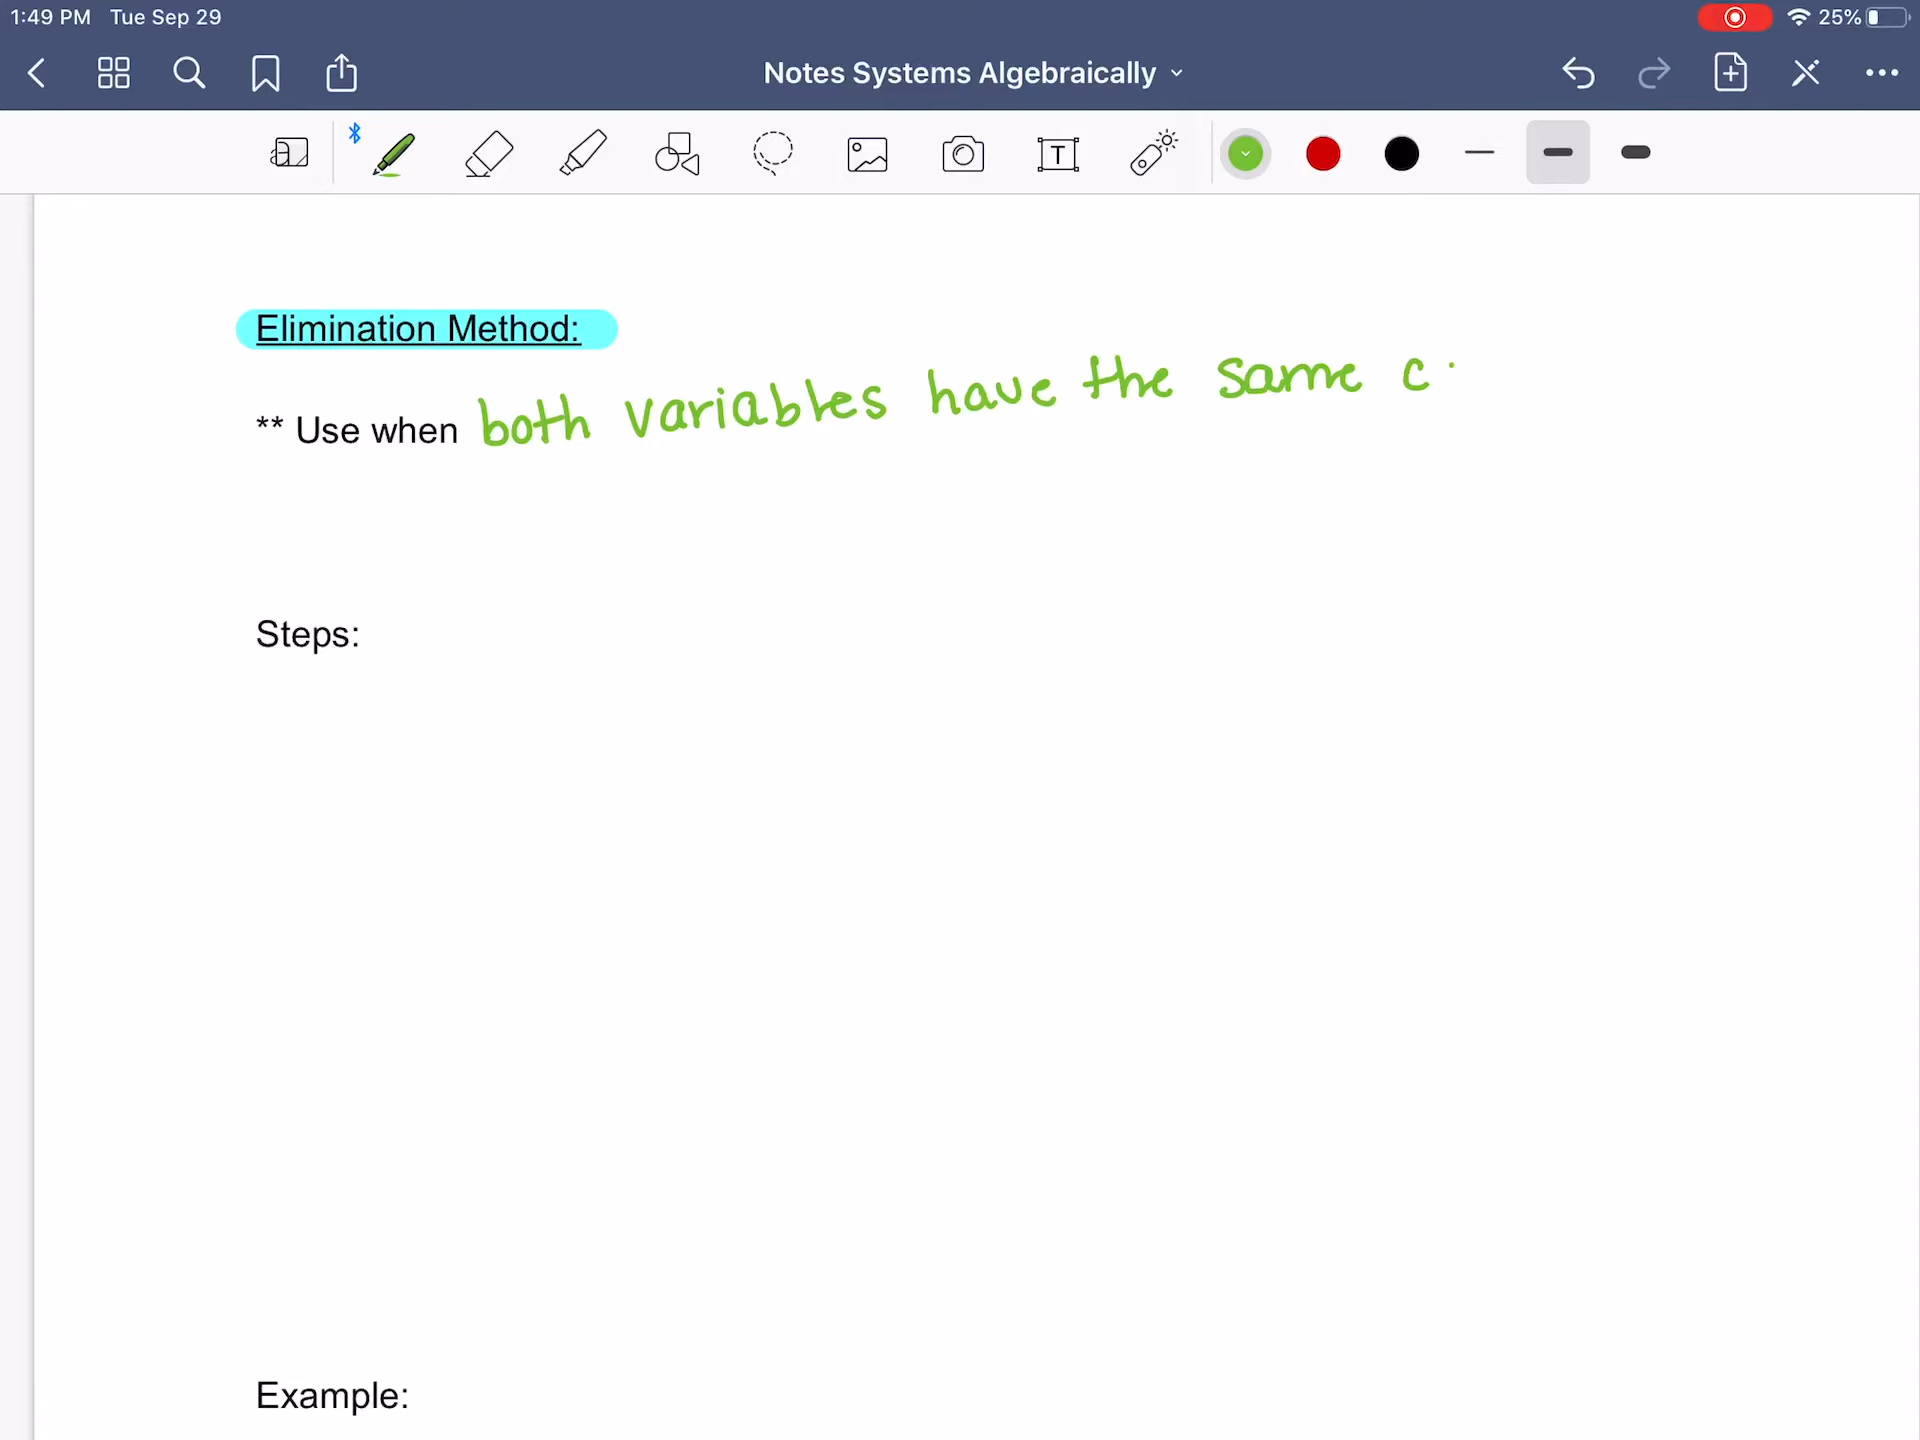 1:49 PM Tue Sep 29
25%
Notes Systems Algebraically
Elimination Method:
** Use when both variables have the same c
Steps:
Example: